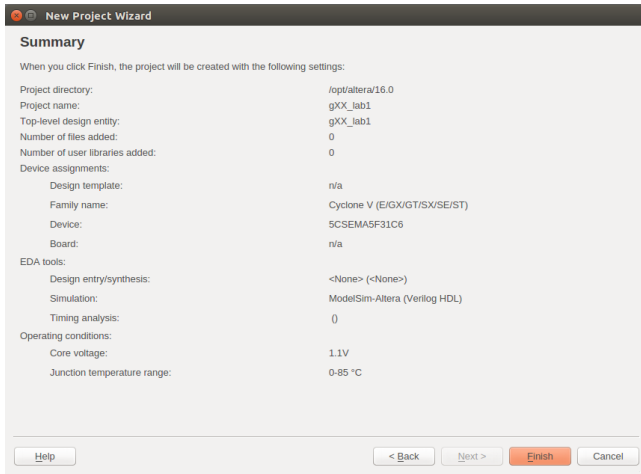 New Project Wizard
Summary
When you click Finish, the project will be created with the following settings:
Project directory: /opt/altera/16.0
Project name: gXX_lab1
Top-level design entity: gXX_lab1
Number of files added: 0
Number of user libraries added: 0
Device assignments:
Design template: n/a
Family name: Cyclone V (E/GX/GT/SX/SE/ST)
Device: 5CSEMA5F31C6
Board: n/a
EDA tools:
Design entry/synthesis: <None> (<None>)
Simulation: ModelSim-Altera (Verilog HDL)
Timing analysis: ()
Operating conditions:
Core voltage: 1.1V
Junction temperature range: 0-85 °C
Help < Back Next > Finish Cancel